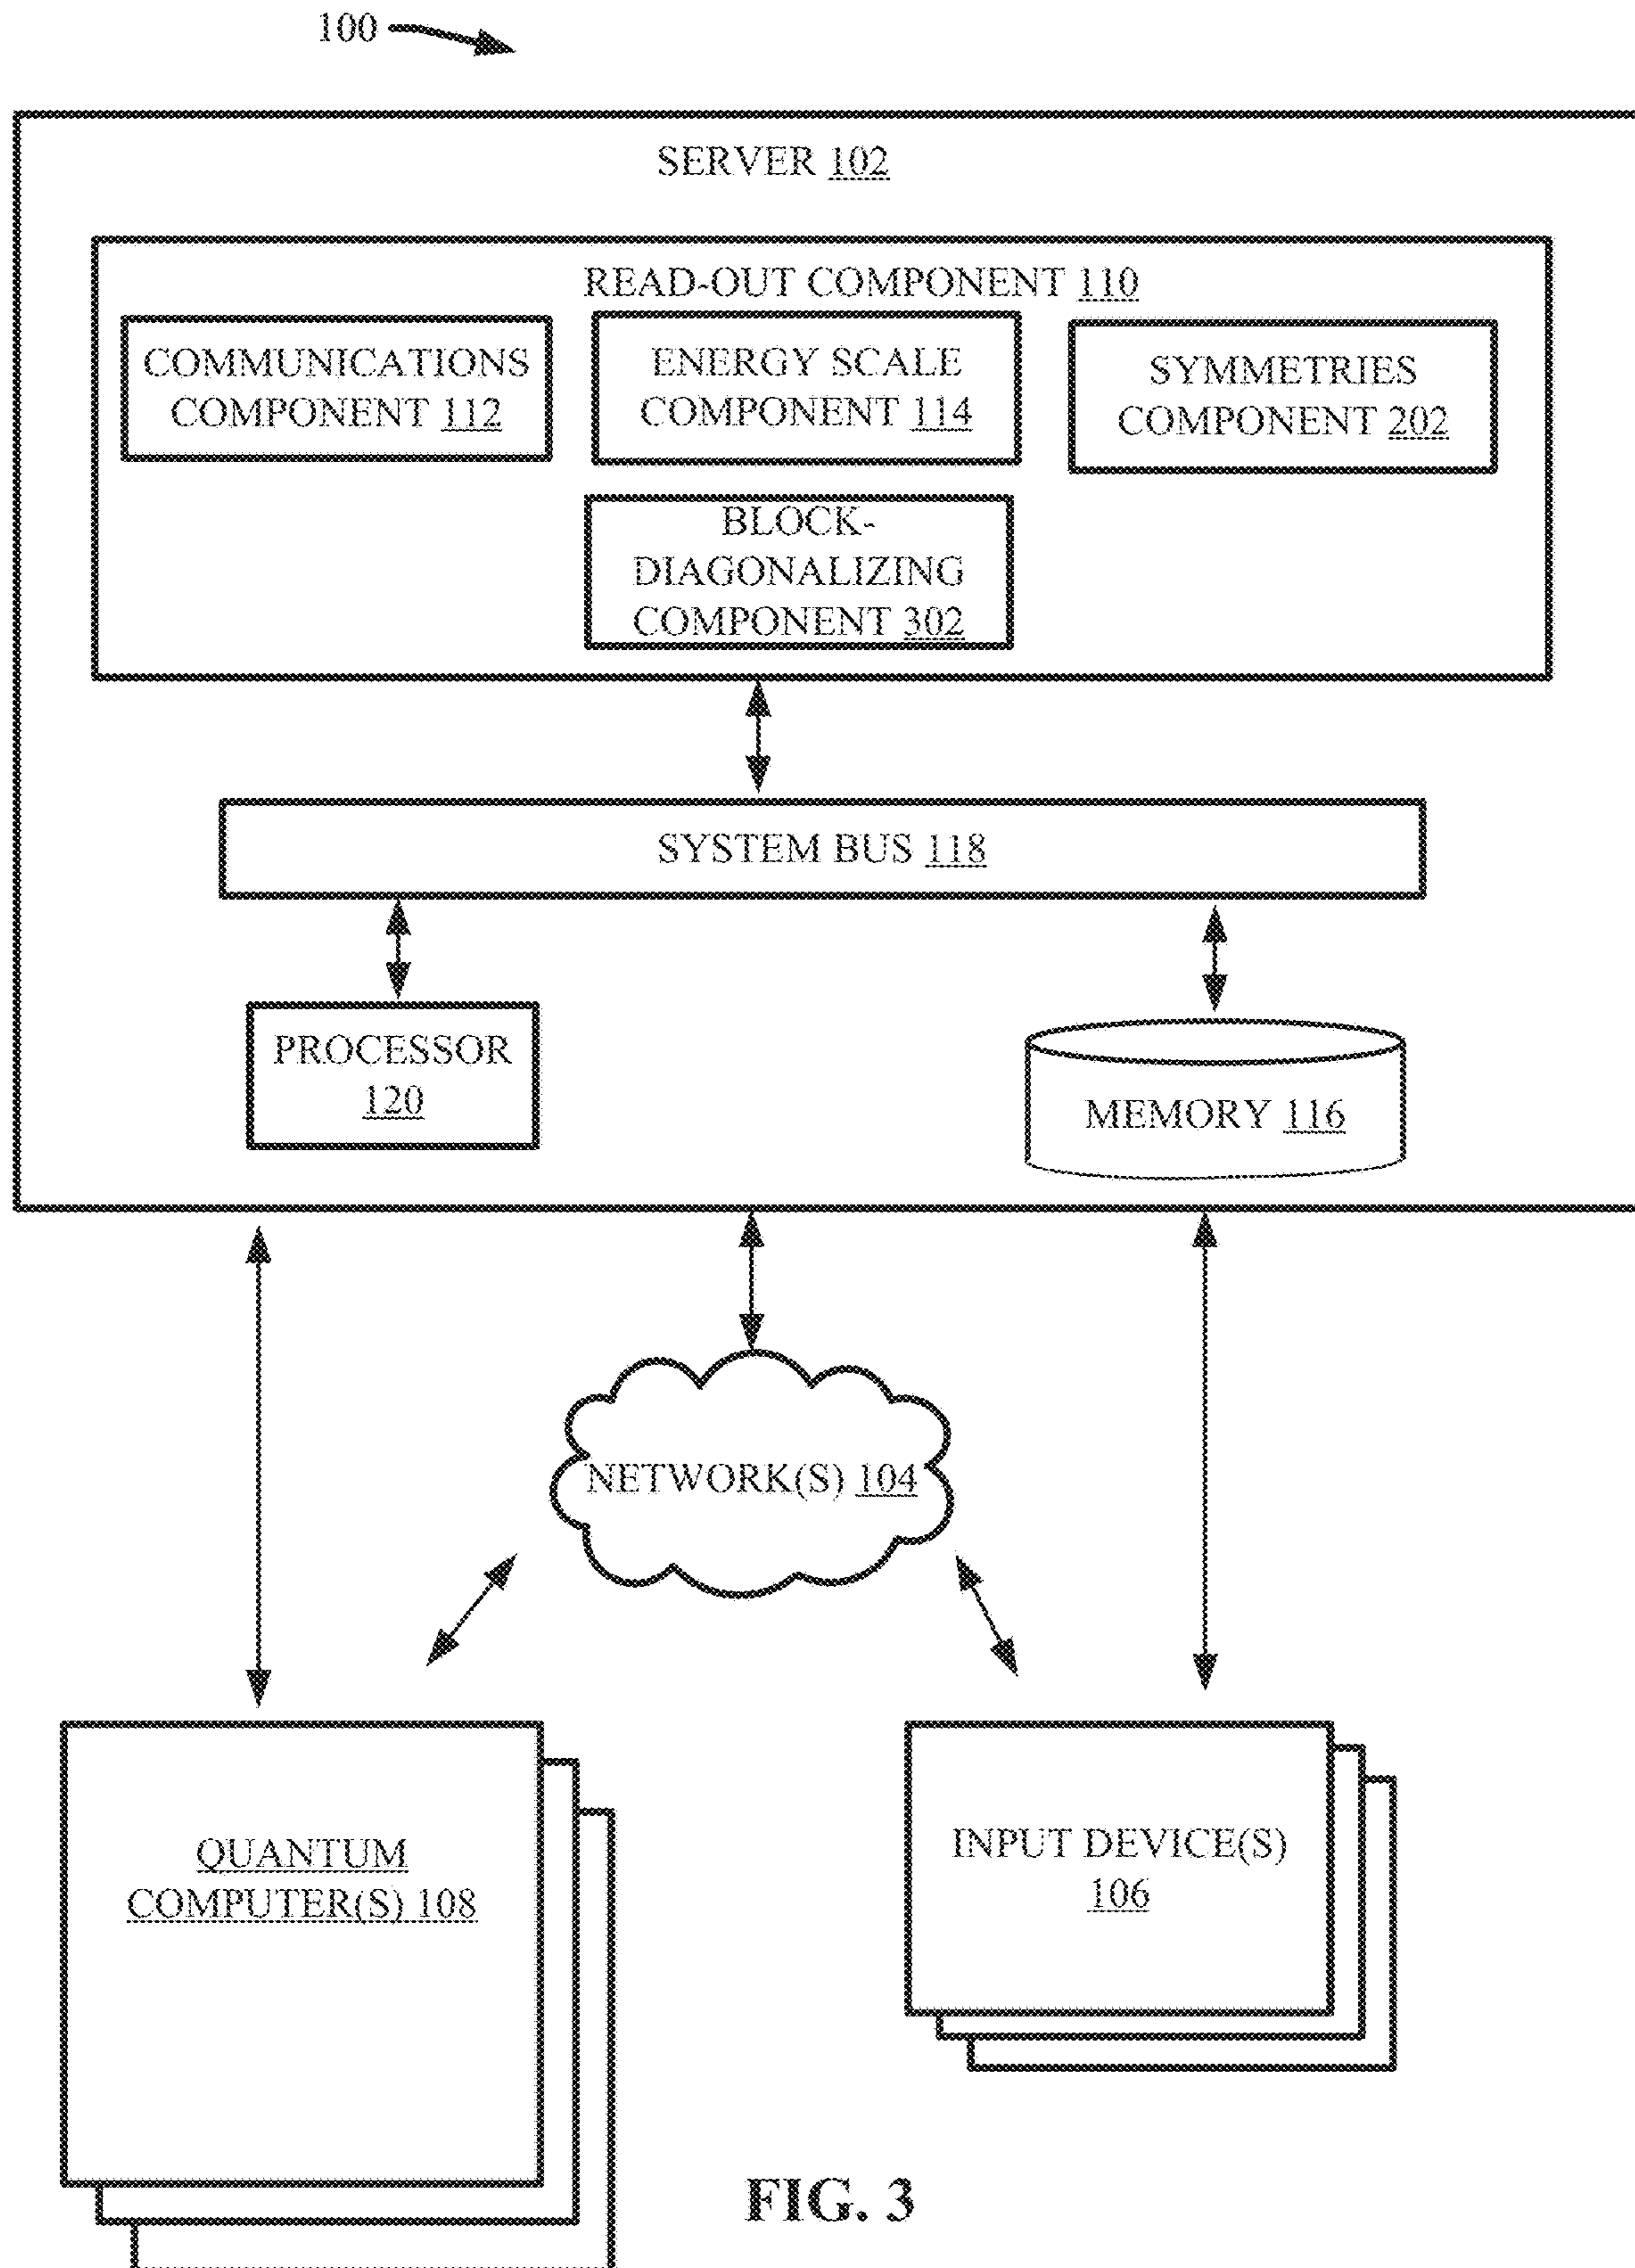 100
SERVER 102
READ-OUT COMPONENT 110
COMMUNICATIONS
COMPONENT 112
ENERGY SCALE
COMPONENT 114
SYMMETRIES
COMPONENT 202
BLOCK-
DIAGONALIZING
COMPONENT 302
SYSTEM BUS 118
PROCESSOR
120
MEMORY 116
NETWORK(S) 104
QUANTUM
COMPUTER(S) 108
INPUT DEVICE(S)
106
FIG. 3